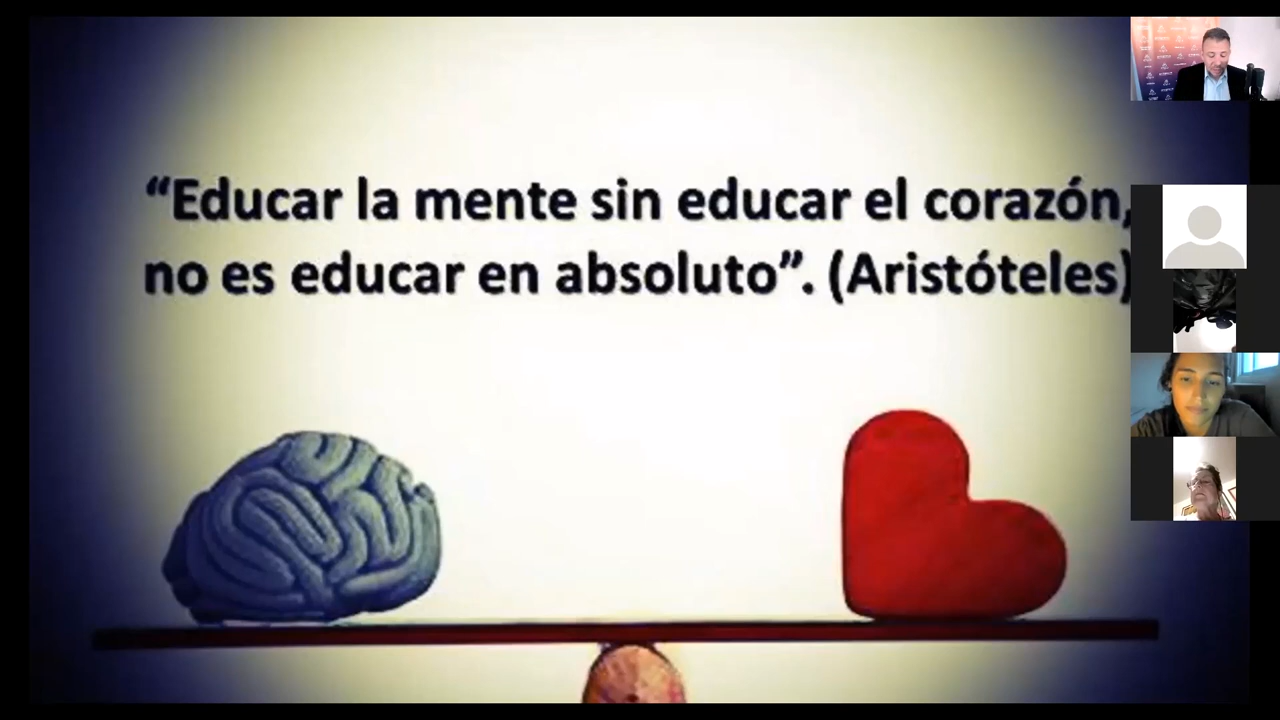 “Educar la mente sin educar el corazón,
no es educar en absoluto”. (Aristóteles)